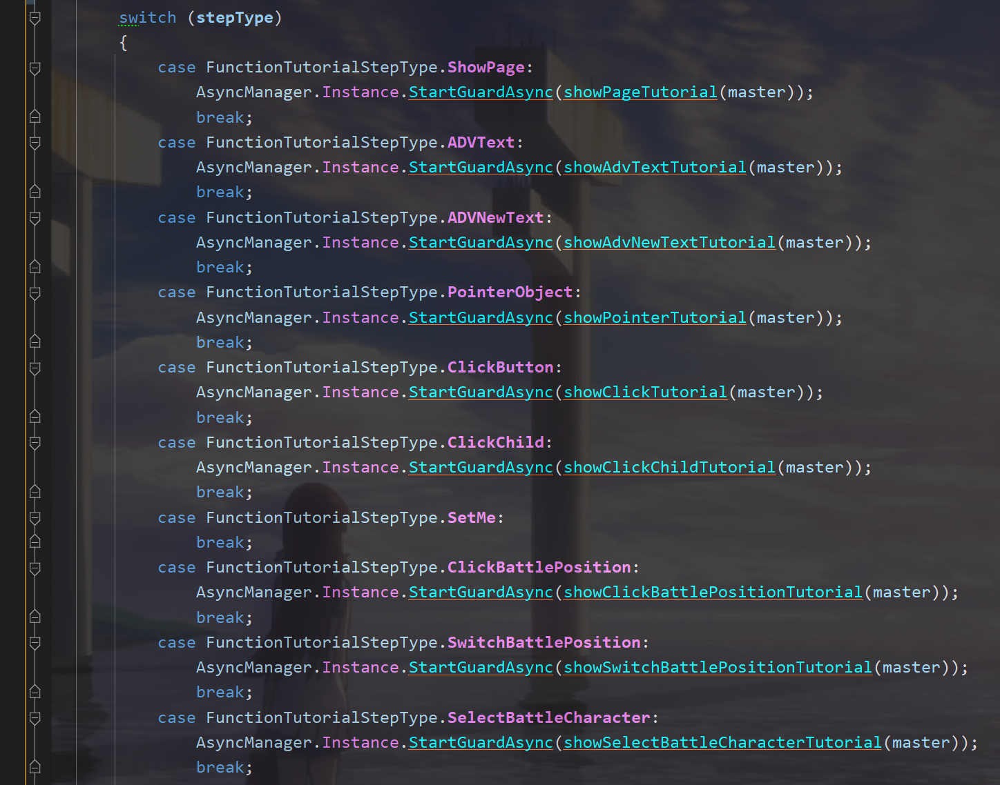 switch (stepType)
{
case FunctionTutorialStepType.ShowPage:
AsyncManager.Instance.StartGuardAsync(showPageTutorial(master));
break;
case FunctionTutorialStepType.ADVText:
AsyncManager.Instance.StartGuardAsync(showAdvTextTutorial(master));
break;
case FunctionTutorialStepType.ADVNewText:
AsyncManager.Instance.StartGuardAsync(showAdvNewTextTutorial(master));
break;
case FunctionTutorialStepType.PointerObject:
AsyncManager.Instance.StartGuardAsync(showPointerTutorial(master));
break;
case FunctionTutorialStepType.ClickButton:
AsyncManager.Instance.StartGuardAsync(showClickTutorial(master));
break;
case FunctionTutorialStepType.ClickChild:
AsyncManager.Instance.StartGuardAsync(showClickChildTutorial(master));
break;
case FunctionTutorialStepType.SetMe:
break;
case FunctionTutorialStepType.ClickBattlePosition:
AsyncManager.Instance.StartGuardAsync(showClickBattlePositionTutorial(master));
break;
case FunctionTutorialStepType.SwitchBattlePosition:
AsyncManager.Instance.StartGuardAsync(showSwitchBattlePositionTutorial(master));
break;
case FunctionTutorialStepType.SelectBattleCharacter:
AsyncManager.Instance.StartGuardAsync(showSelectBattleCharacterTutorial(master));
break;